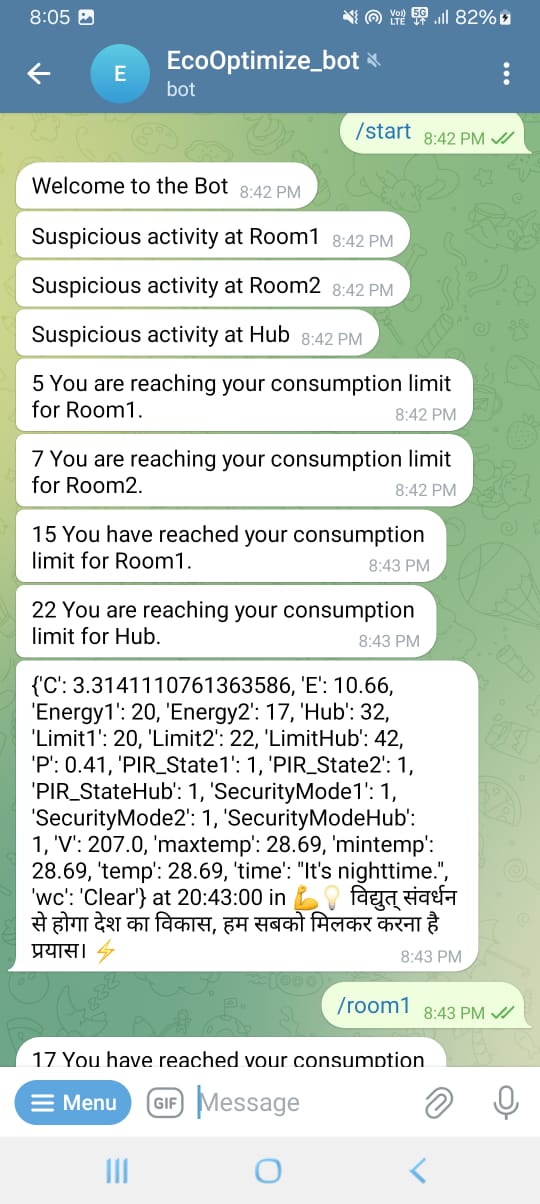 8:05 Vo) 5G LTE 82%
E EcoOptimize_bot
bot
/start 8:42 PM
Welcome to the Bot 8:42 PM
Suspicious activity at Room1 8:42 PM
Suspicious activity at Room2 8:42 PM
Suspicious activity at Hub 8:42 PM
5 You are reaching your consumption limit
for Room1. 8:42 PM
7 You are reaching your consumption limit
for Room2. 8:42 PM
15 You have reached your consumption
limit for Room1. 8:43 PM
22 You are reaching your consumption
limit for Hub. 8:43 PM
{'C': 3.3141110761363586, 'E': 10.66,
'Energy1': 20, 'Energy2': 17, 'Hub': 32,
'Limit1': 20, 'Limit2': 22, 'LimitHub': 42,
'P': 0.41, 'PIR_State1': 1, 'PIR_State2': 1,
'PIR_StateHub': 1, 'SecurityMode1': 1,
'SecurityMode2': 1, 'SecurityModeHub':
1, 'V': 207.0, 'maxtemp': 28.69, 'mintemp':
28.69, 'temp': 28.69, 'time': "It's nighttime.",
'wc': 'Clear'} at 20:43:00 in 💪💡 विद्युत् संवर्धन
से होगा देश का विकास, हम सबको मिलकर करना है
प्रयास। ⚡ 8:43 PM
/room1 8:43 PM
17 You have reached your consumption
Menu GIF Message